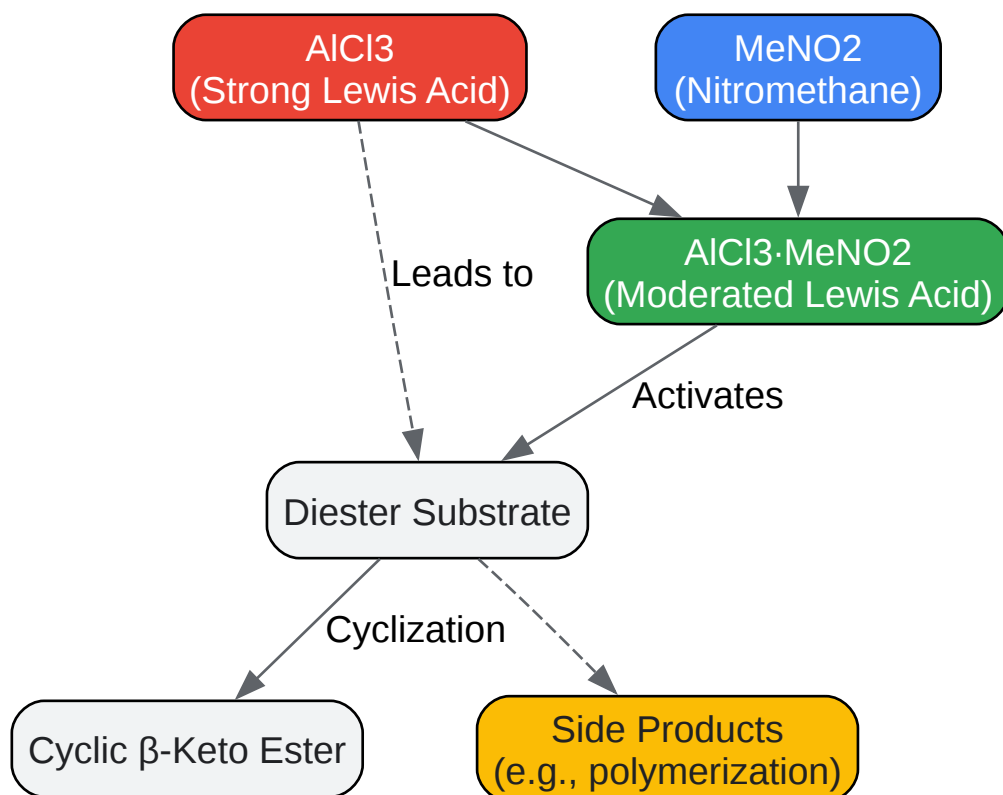 AlCl3
(Strong Lewis Acid)
MeNO2
(Nitromethane)
AlCl3·MeNO2
(Moderated Lewis Acid)
Leads to
Activates
Diester Substrate
Cyclization
Cyclic β-Keto Ester
Side Products
(e.g., polymerization)